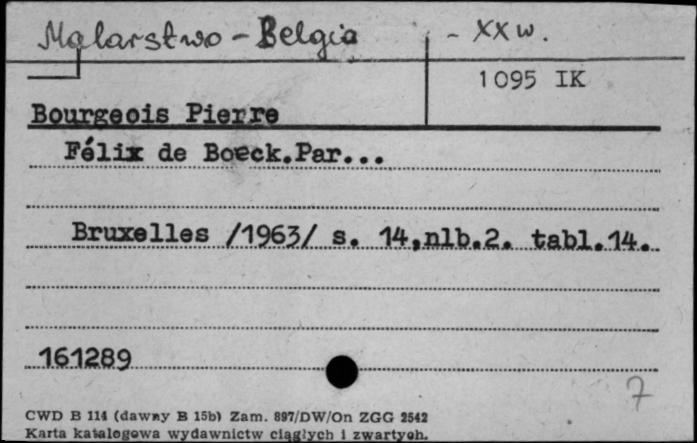 Malarstwo - Belgia - XX w.
1095 IK
Bourgeois Pierre
Félix de Boeck.Par...
Bruxelles /1963/ s. 14,nlb.2. tabl.14.
161289
7
CWD B 114 (dawny B 15b) Zam. 897/DW/On ZGG 2542
Karta katalogowa wydawnictw ciągłych i zwartych.